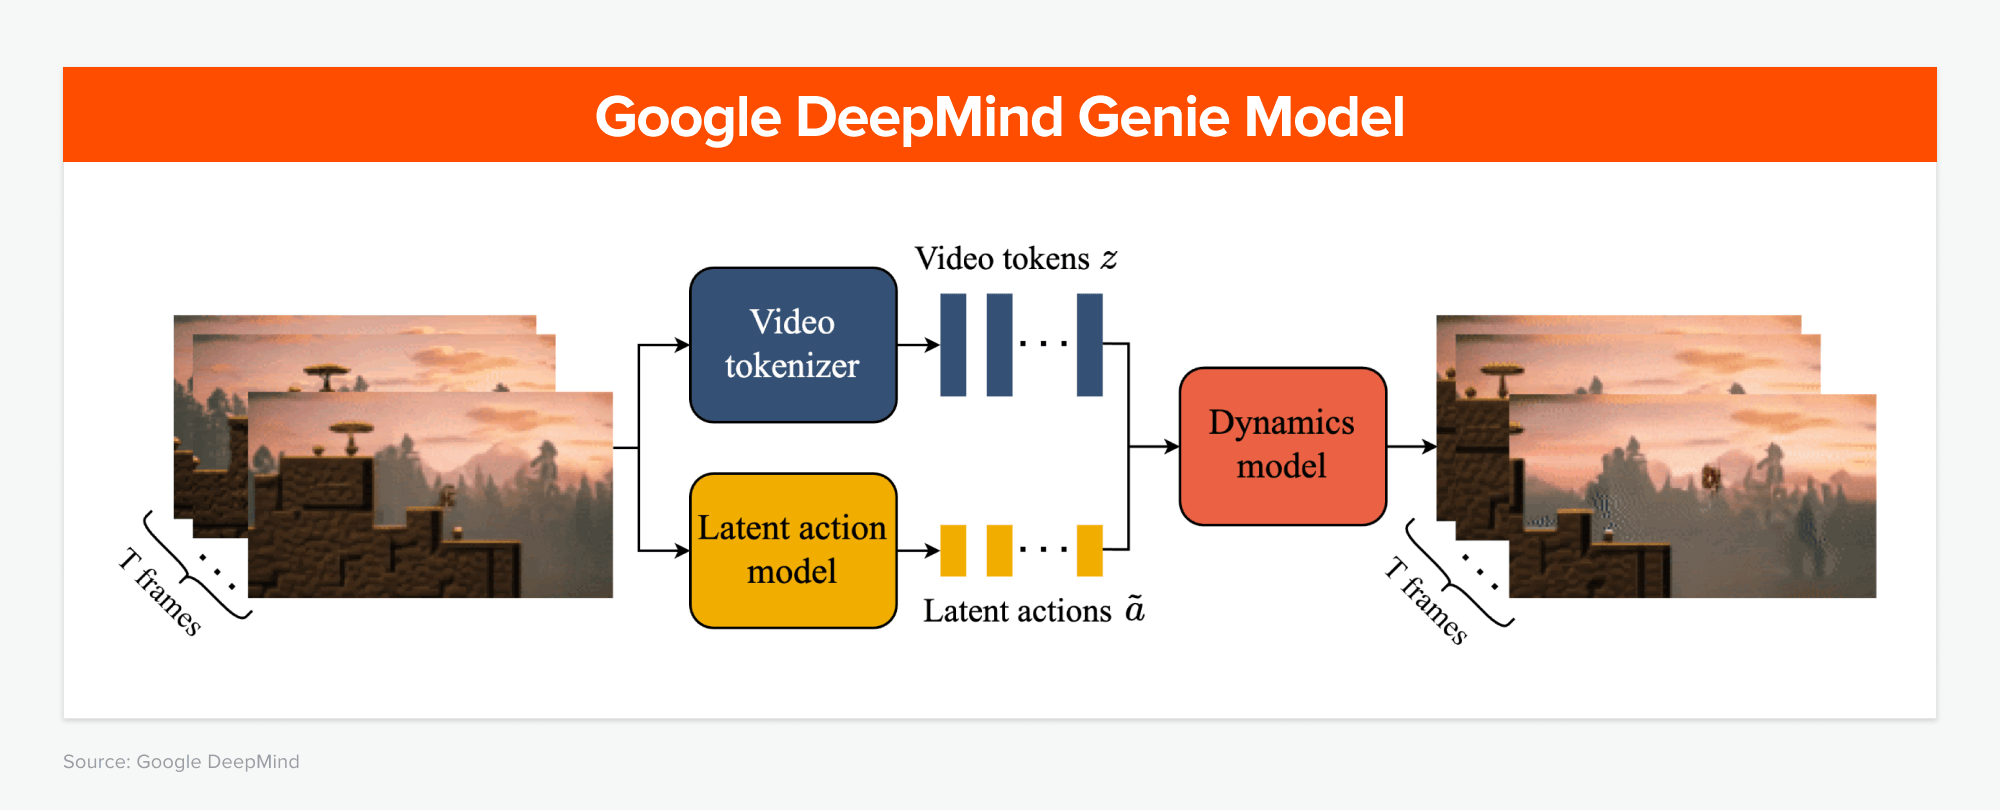 Google DeepMind Genie Model
T frames
Video
tokenizer
Video tokens z
Latent action
model
Latent actions ã
Dynamics
model
T frames
Source: Google DeepMind